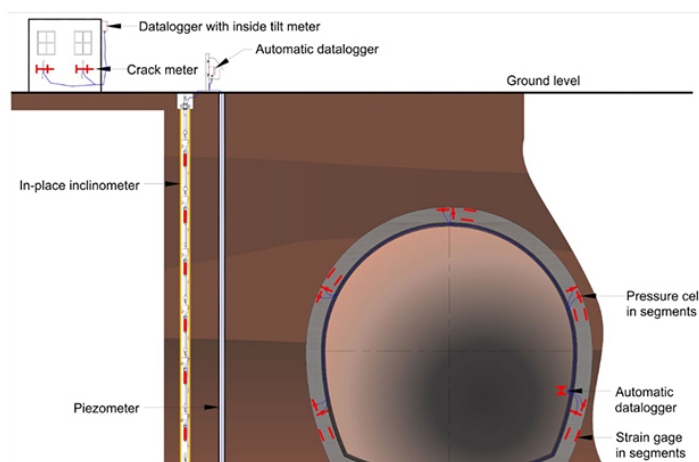 Datalogger with inside tilt meter
Automatic datalogger
Crack meter
Ground level
In-place inclinometer
Pressure cel
in segments
Piezometer
Automatic
datalogger
Strain gage
in segments